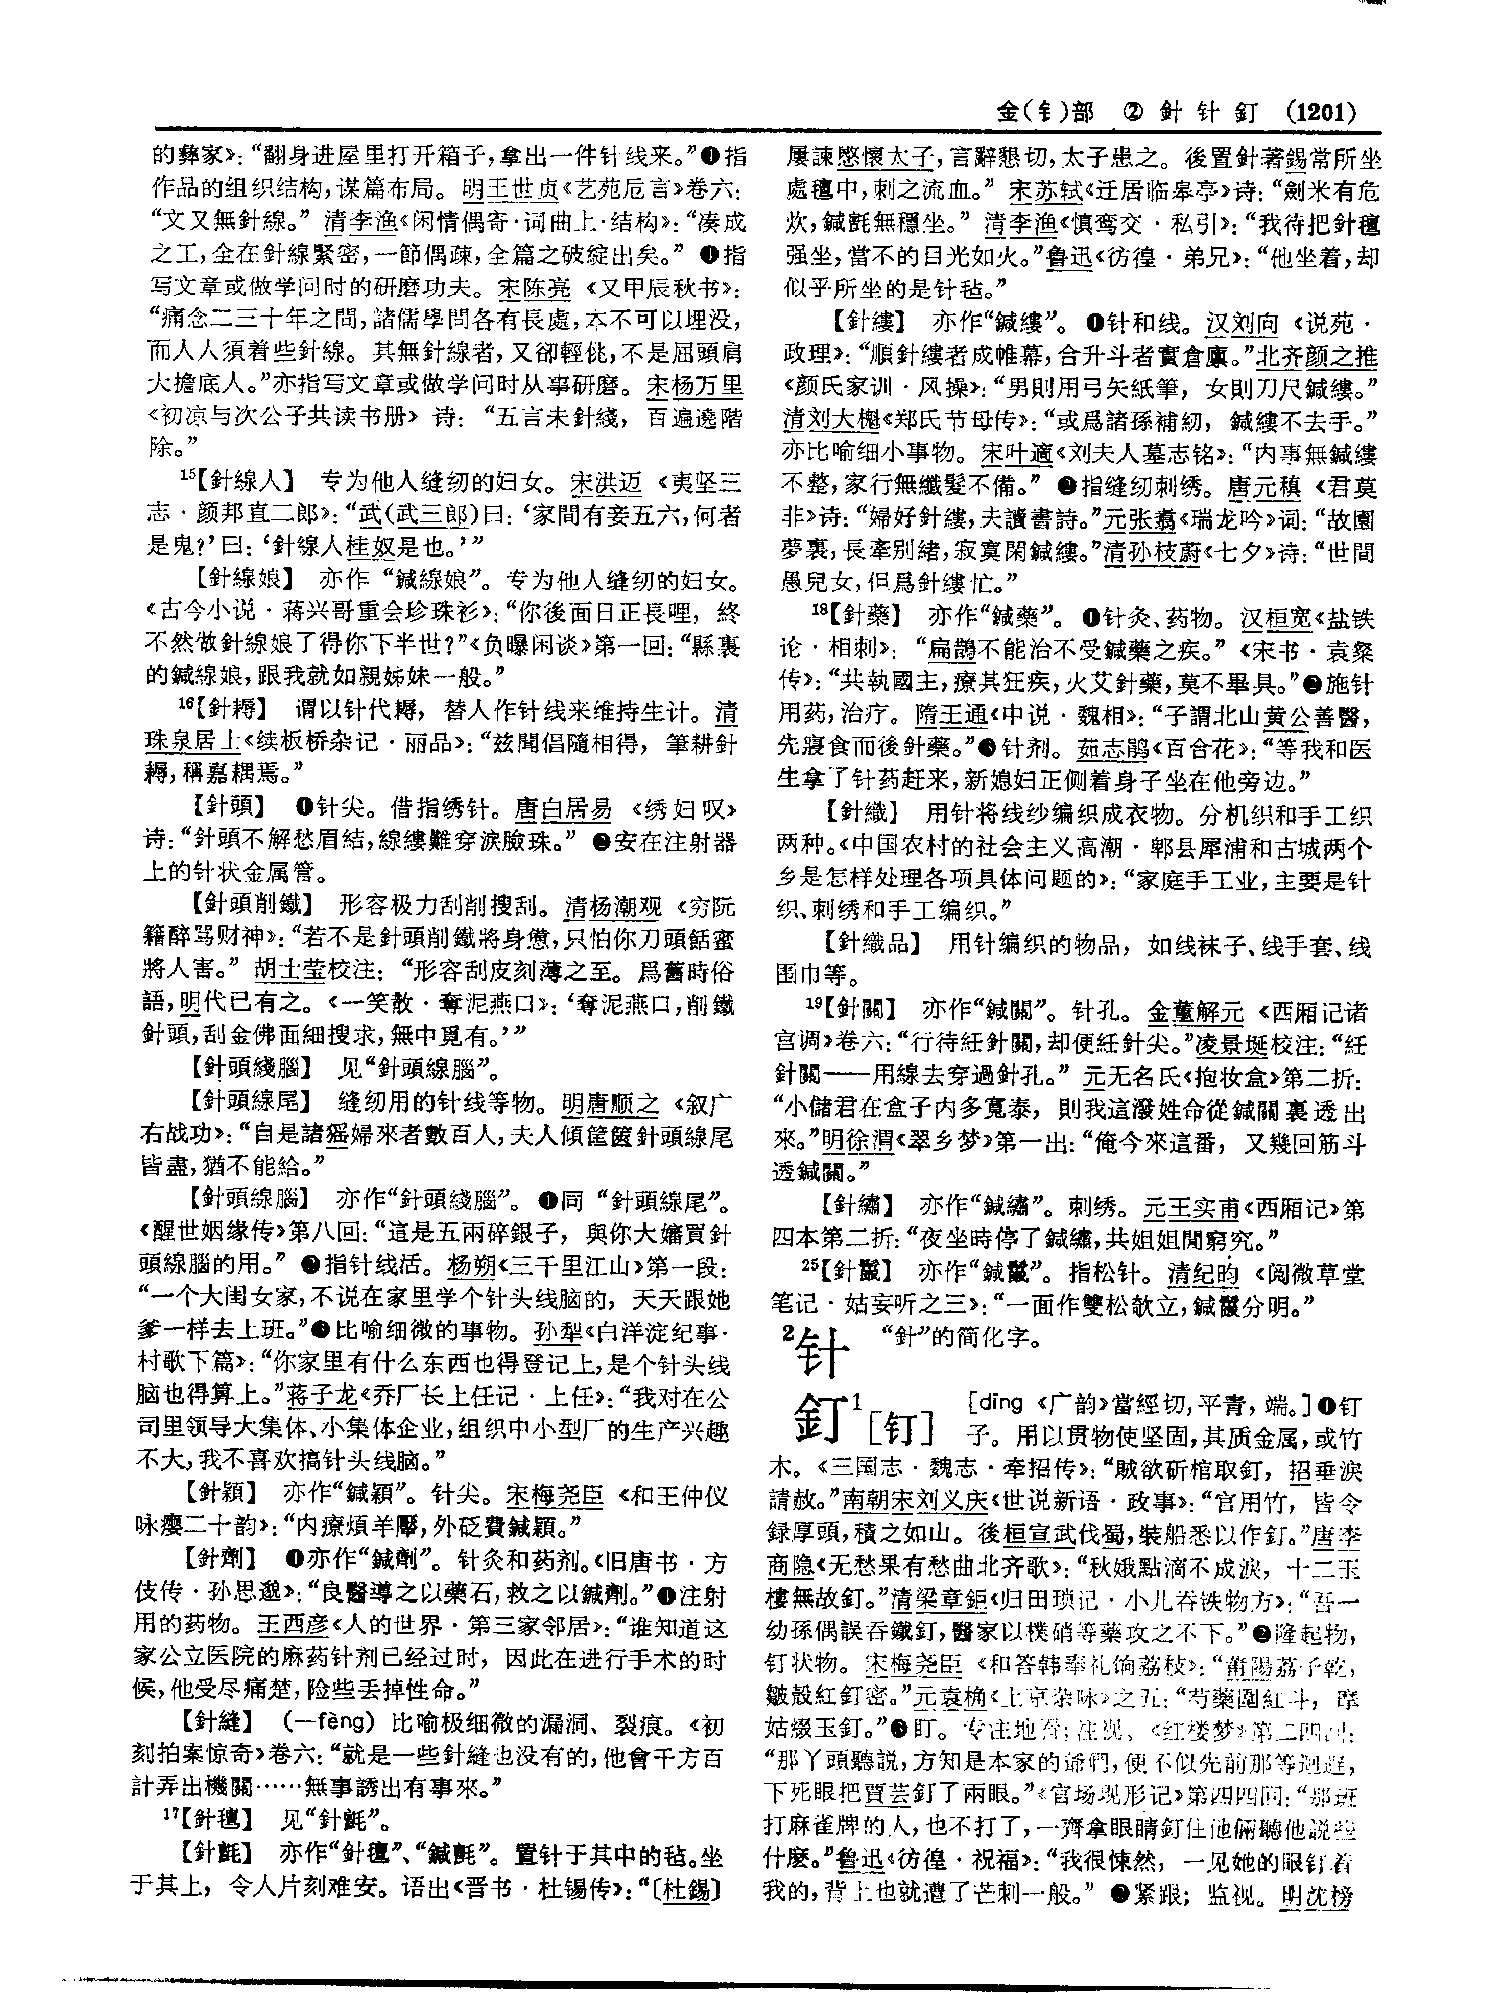 金(钅)部 ② 針 针 釘 (1201)
的彝家》：“翻身进屋里打开箱子，拿出一件针线来。”❶指
作品的组织结构，谋篇布局。明王世贞《艺苑卮言》卷六：
“文又無針線。”清李渔《闲情偶寄·词曲上·结构》：“凑成
之工，全在針線緊密，一節偶疎，全篇之破綻出矣。”❶指
写文章或做学问时的研磨功夫。宋陈亮《又甲辰秋书》：
“痛念二三十年之間，諸儒學問各有長處，本不可以埋没，
而人人須着些針線。其無針線者，又卻輕佻，不是屈頭肩
大擔底人。”亦指写文章或做学问时从事研磨。宋杨万里
《初凉与次公子共读书册》诗：“五言未針綫，百遍遶階
除。”
15【針線人】 专为他人缝纫的妇女。宋洪迈《夷坚三
志·颜邦直二郎》：“武(武三郎)曰：‘家間有妾五六，何者
是鬼?’曰：‘針線人桂奴是也。’”
【針線娘】 亦作“鍼線娘”。专为他人缝纫的妇女。
《古今小说·蒋兴哥重会珍珠衫》：“你後面日正長哩，終
不然做針線娘了得你下半世?”《负曝闲谈》第一回：“縣裏
的鍼線娘，跟我就如親姊妹一般。”
16【針耨】 谓以针代耨，替人作针线来维持生计。清
珠泉居士《续板桥杂记·丽品》：“兹聞倡隨相得，筆耕針
耨，稱嘉耦焉。”
【針頭】 ❶针尖。借指绣针。唐白居易《绣妇叹》
诗：“針頭不解愁眉結，線縷難穿淚臉珠。”❷安在注射器
上的针状金属管。
【針頭削鐵】 形容极力刮削搜刮。清杨潮观《穷阮
籍醉骂财神》：“若不是針頭削鐵將身憊，只怕你刀頭餂蜜
將人害。”胡士莹校注：“形容刮皮刻薄之至。爲舊時俗
語，明代已有之。《一笑散·奪泥燕口》：‘奪泥燕口，削鐵
針頭，刮金佛面細搜求，無中覓有。’”
【針頭綫腦】 见“針頭線腦”。
【針頭線尾】 缝纫用的针线等物。明唐顺之《叙广
右战功》：“自是諸猺婦來者數百人，夫人傾筐篋針頭線尾
皆盡，猶不能給。”
【針頭線腦】 亦作“針頭綫腦”。❶同“針頭線尾”。
《醒世姻缘传》第八回：“這是五兩碎銀子，與你大嬸買針
頭線腦的用。”❷指针线活。杨朔《三千里江山》第一段：
“一个大闺女家，不说在家里学个针头线脑的，天天跟她
爹一样去上班。”❸比喻细微的事物。孙犁《白洋淀纪事·
村歌下篇》：“你家里有什么东西也得登记上，是个针头线
脑也得算上。”蒋子龙《乔厂长上任记·上任》：“我对在公
司里领导大集体、小集体企业，组织中小型厂的生产兴趣
不大，我不喜欢搞针头线脑。”
【針穎】 亦作“鍼穎”。针尖。宋梅尧臣《和王仲仪
咏瘿二十韵》：“内療煩羊靨，外砭費鍼穎。”
【針劑】 ❶亦作“鍼劑”。针灸和药剂。《旧唐书·方
伎传·孙思邈》：“良醫導之以藥石，救之以鍼劑。”❶注射
用的药物。王西彦《人的世界·第三家邻居》：“谁知道这
家公立医院的麻药针剂已经过时，因此在进行手术的时
候，他受尽痛楚，险些丢掉性命。”
【針縫】 (—fèng) 比喻极细微的漏洞、裂痕。《初
刻拍案惊奇》卷六：“就是一些針縫也没有的，他會千方百
計弄出機關……無事誘出有事來。”
17【針氊】 见“針氈”。
【針氈】 亦作“針氊”、“鍼氈”。置针于其中的毡。坐
于其上，令人片刻难安。语出《晋书·杜锡传》：“〔杜錫〕
屢諫愍懷太子，言辭懇切，太子患之。後置針著錫常所坐
處氊中，刺之流血。”宋苏轼《迁居临皋亭》诗：“劍米有危
炊，鍼氈無穩坐。”清李渔《慎鸾交·私引》：“我待把針氊
强坐，當不的目光如火。”鲁迅《彷徨·弟兄》：“他坐着，却
似乎所坐的是针毡。”
【針縷】 亦作“鍼縷”。❶针和线。汉刘向《说苑·
政理》：“順針縷者成帷幕，合升斗者實倉廩。”北齐颜之推
《颜氏家训·风操》：“男則用弓矢紙筆，女則刀尺鍼縷。”
清刘大櫆《郑氏节母传》：“或爲諸孫補紉，鍼縷不去手。”
亦比喻细小事物。宋叶適《刘夫人墓志铭》：“内事無鍼縷
不整，家行無纖髮不備。”❷指缝纫刺绣。唐元稹《君莫
非》诗：“婦好針縷，夫讀書詩。”元张翥《瑞龙吟》词：“故園
夢裏，長牽别緒，寂寞閑鍼縷。”清孙枝蔚《七夕》诗：“世間
愚兒女，但爲針縷忙。”
18【針藥】 亦作“鍼藥”。❶针灸、药物。汉桓宽《盐铁
论·相刺》：“扁鵲不能治不受鍼藥之疾。”《宋书·袁粲
传》：“共執國主，療其狂疾，火艾針藥，莫不畢具。”❷施针
用药，治疗。隋王通《中说·魏相》：“子謂北山黄公善醫，
先寢食而後針藥。”❸针剂。茹志鹃《百合花》：“等我和医
生拿了针药赶来，新媳妇正侧着身子坐在他旁边。”
【針織】 用针将线纱编织成衣物。分机织和手工织
两种。《中国农村的社会主义高潮·郫县犀浦和古城两个
乡是怎样处理各项具体问题的》：“家庭手工业，主要是针
织、刺绣和手工编织。”
【針織品】 用针编织的物品，如线袜子、线手套、线
围巾等。
19【針關】 亦作“鍼關”。针孔。金董解元《西厢记诸
宫调》卷六：“行待紝針關，却便紝針尖。”凌景埏校注：“紝
針關——用線去穿過針孔。”元无名氏《抱妆盒》第二折：
“小儲君在盒子内多寬泰，則我這潑姓命從鍼關裏透出
來。”明徐渭《翠乡梦》第一出：“俺今來這番，又幾回筋斗
透鍼關。”
【針繡】 亦作“鍼繡”。刺绣。元王实甫《西厢记》第
四本第二折：“夜坐時停了鍼繡，共姐姐閒窮究。”
25【針鬣】 亦作“鍼鬣”。指松针。清纪昀《阅微草堂
笔记·姑妄听之三》：“一面作雙松欹立，鍼鬣分明。”
2针 “針”的简化字。
釘1［钉］ [dīng 《广韵》當經切，平青，端。]❶钉
子。用以贯物使坚固，其质金属，或竹
木。《三国志·魏志·牵招传》：“賊欲斫棺取釘，招垂淚
請赦。”南朝宋刘义庆《世说新语·政事》：“官用竹，皆令
録厚頭，積之如山。後桓宣武伐蜀，裝船悉以作釘。”唐李
商隐《无愁果有愁曲北齐歌》：“秋娥點滴不成淚，十二玉
樓無故釘。”清梁章鉅《归田琐记·小儿吞铁物方》：“吾一
幼孫偶誤吞鐵釘，醫家以樸硝等藥攻之不下。”❷隆起物，
钉状物。宋梅尧臣《和答韩奉礼饷荔枝》：“莆陽荔子乾，
皺殼紅釘密。”元袁桷《上京杂咏》之五：“芍藥圍紅斗，摩
姑綴玉釘。”❸盯。专注地看；注视。《红楼梦》第二四回：
“那丫頭聽説，方知是本家的爺們，便不似先前那等迴避，
下死眼把賈芸釘了兩眼。”《官场现形记》第四四回：“那班
打麻雀牌的人，也不打了，一齊拿眼睛釘住他倆聽他説些
什麽。”鲁迅《彷徨·祝福》：“我很悚然，一见她的眼钉着
我的，背上也就遭了芒刺一般。”❷紧跟；监视。明沈榜